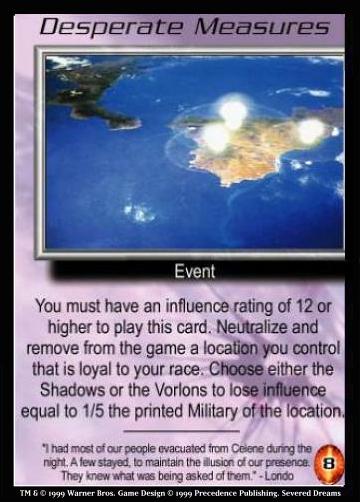 Desperate Measures
Event
You must have an influence rating of 12 or
higher to play this card. Neutralize and
remove from the game a location you control
that is loyal to your race. Choose either the
Shadows or the Vorlons to lose influence
equal to 1/5 the printed Military of the location.
"I had most of our people evacuated from Ceiene during the
night. A few stayed, to maintain the illusion of our presence.
They knew what was being asked of them." - Londo
8
TM & © 1999 Warner Bros. Game Design © 1999 Precedence Publishing. Severed Dreams